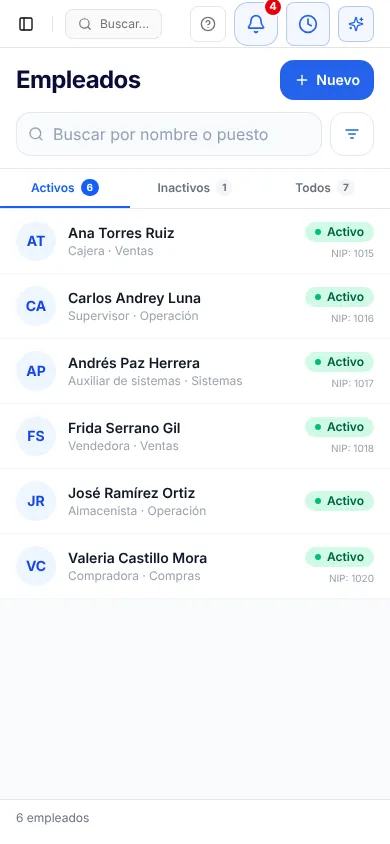 Buscar...
4
Empleados
+ Nuevo
Buscar por nombre o puesto
Activos 6
Inactivos 1
Todos 7
AT
Ana Torres Ruiz
Cajera · Ventas
Activo
NIP: 1015
CA
Carlos Andrey Luna
Supervisor · Operación
Activo
NIP: 1016
AP
Andrés Paz Herrera
Auxiliar de sistemas · Sistemas
Activo
NIP: 1017
FS
Frida Serrano Gil
Vendedora · Ventas
Activo
NIP: 1018
JR
José Ramírez Ortiz
Almacenista · Operación
Activo
VC
Valeria Castillo Mora
Compradora · Compras
Activo
NIP: 1020
6 empleados